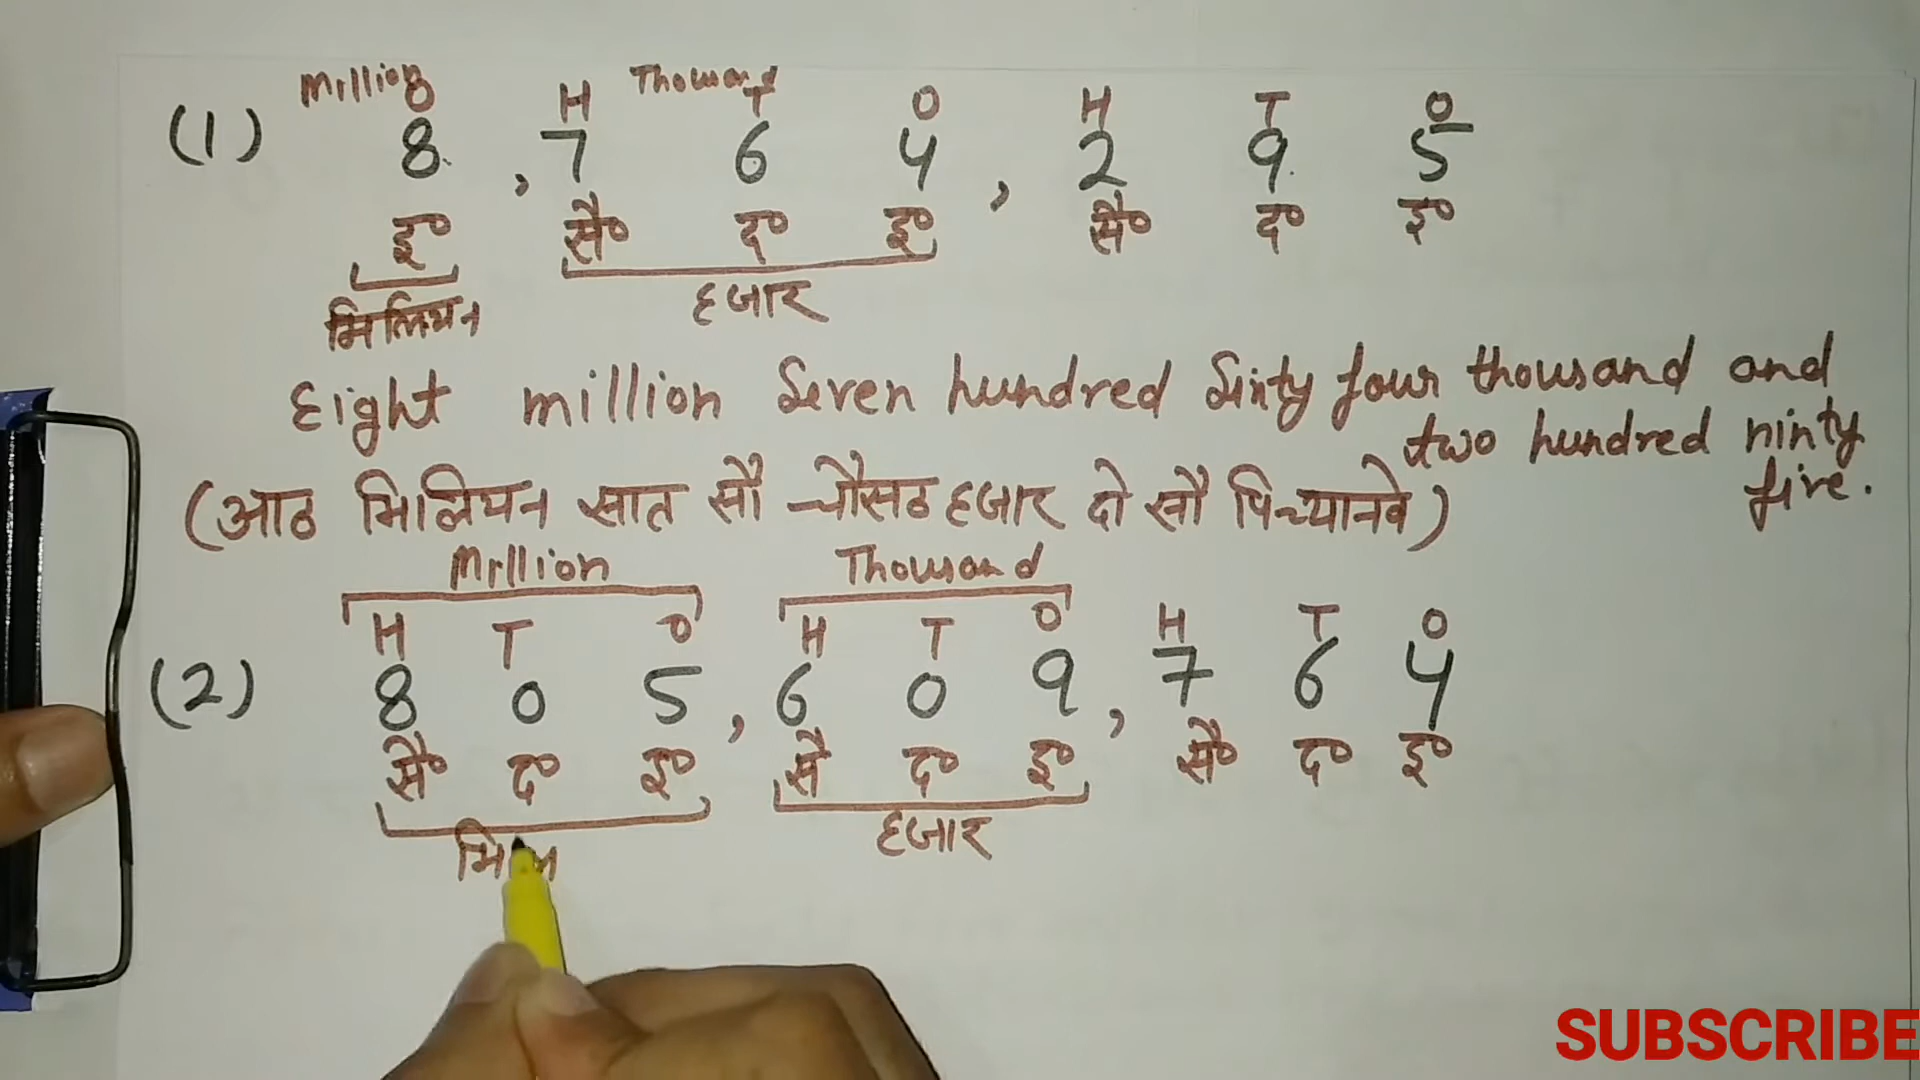 Million H Thousand T O H T O
(1) 8 , 7 6 4 , 2 9 5
इ० सै० द० इ० सै० द० इ०
मिलियन हजार
Eight million Seven hundred Sixty four thousand and
two hundred ninty
five.
(आठ मिलियन सात सौ चौसठ हजार दो सौ पिच्यानवे)
Million Thousand
H T O H T O H T O
(2) 8 0 5 , 6 0 9 , 7 6 4
सै० द० इ० सै द० इ० सै० द० इ०
हजार
SUBSCRIBE